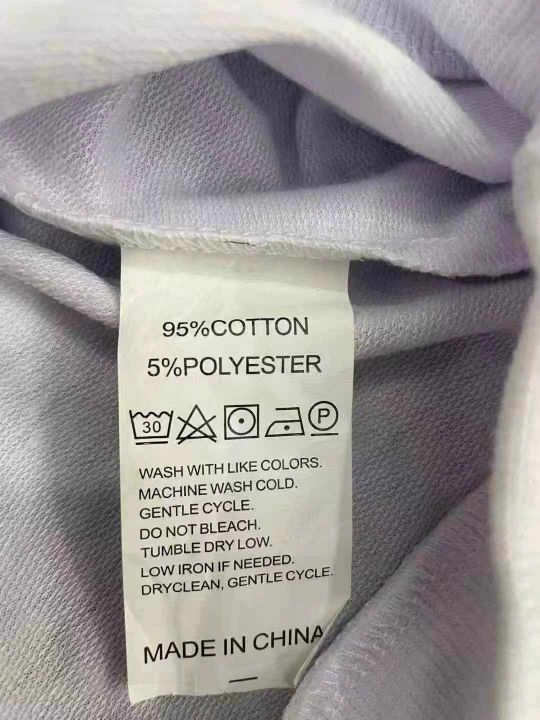 95%COTTON
5%POLYESTER
30 P
WASH WITH LIKE COLORS.
MACHINE WASH COLD.
GENTLE CYCLE.
DO NOT BLEACH.
TUMBLE DRY LOW.
LOW IRON IF NEEDED.
DRYCLEAN, GENTLE CYCLE.
MADE IN CHINA